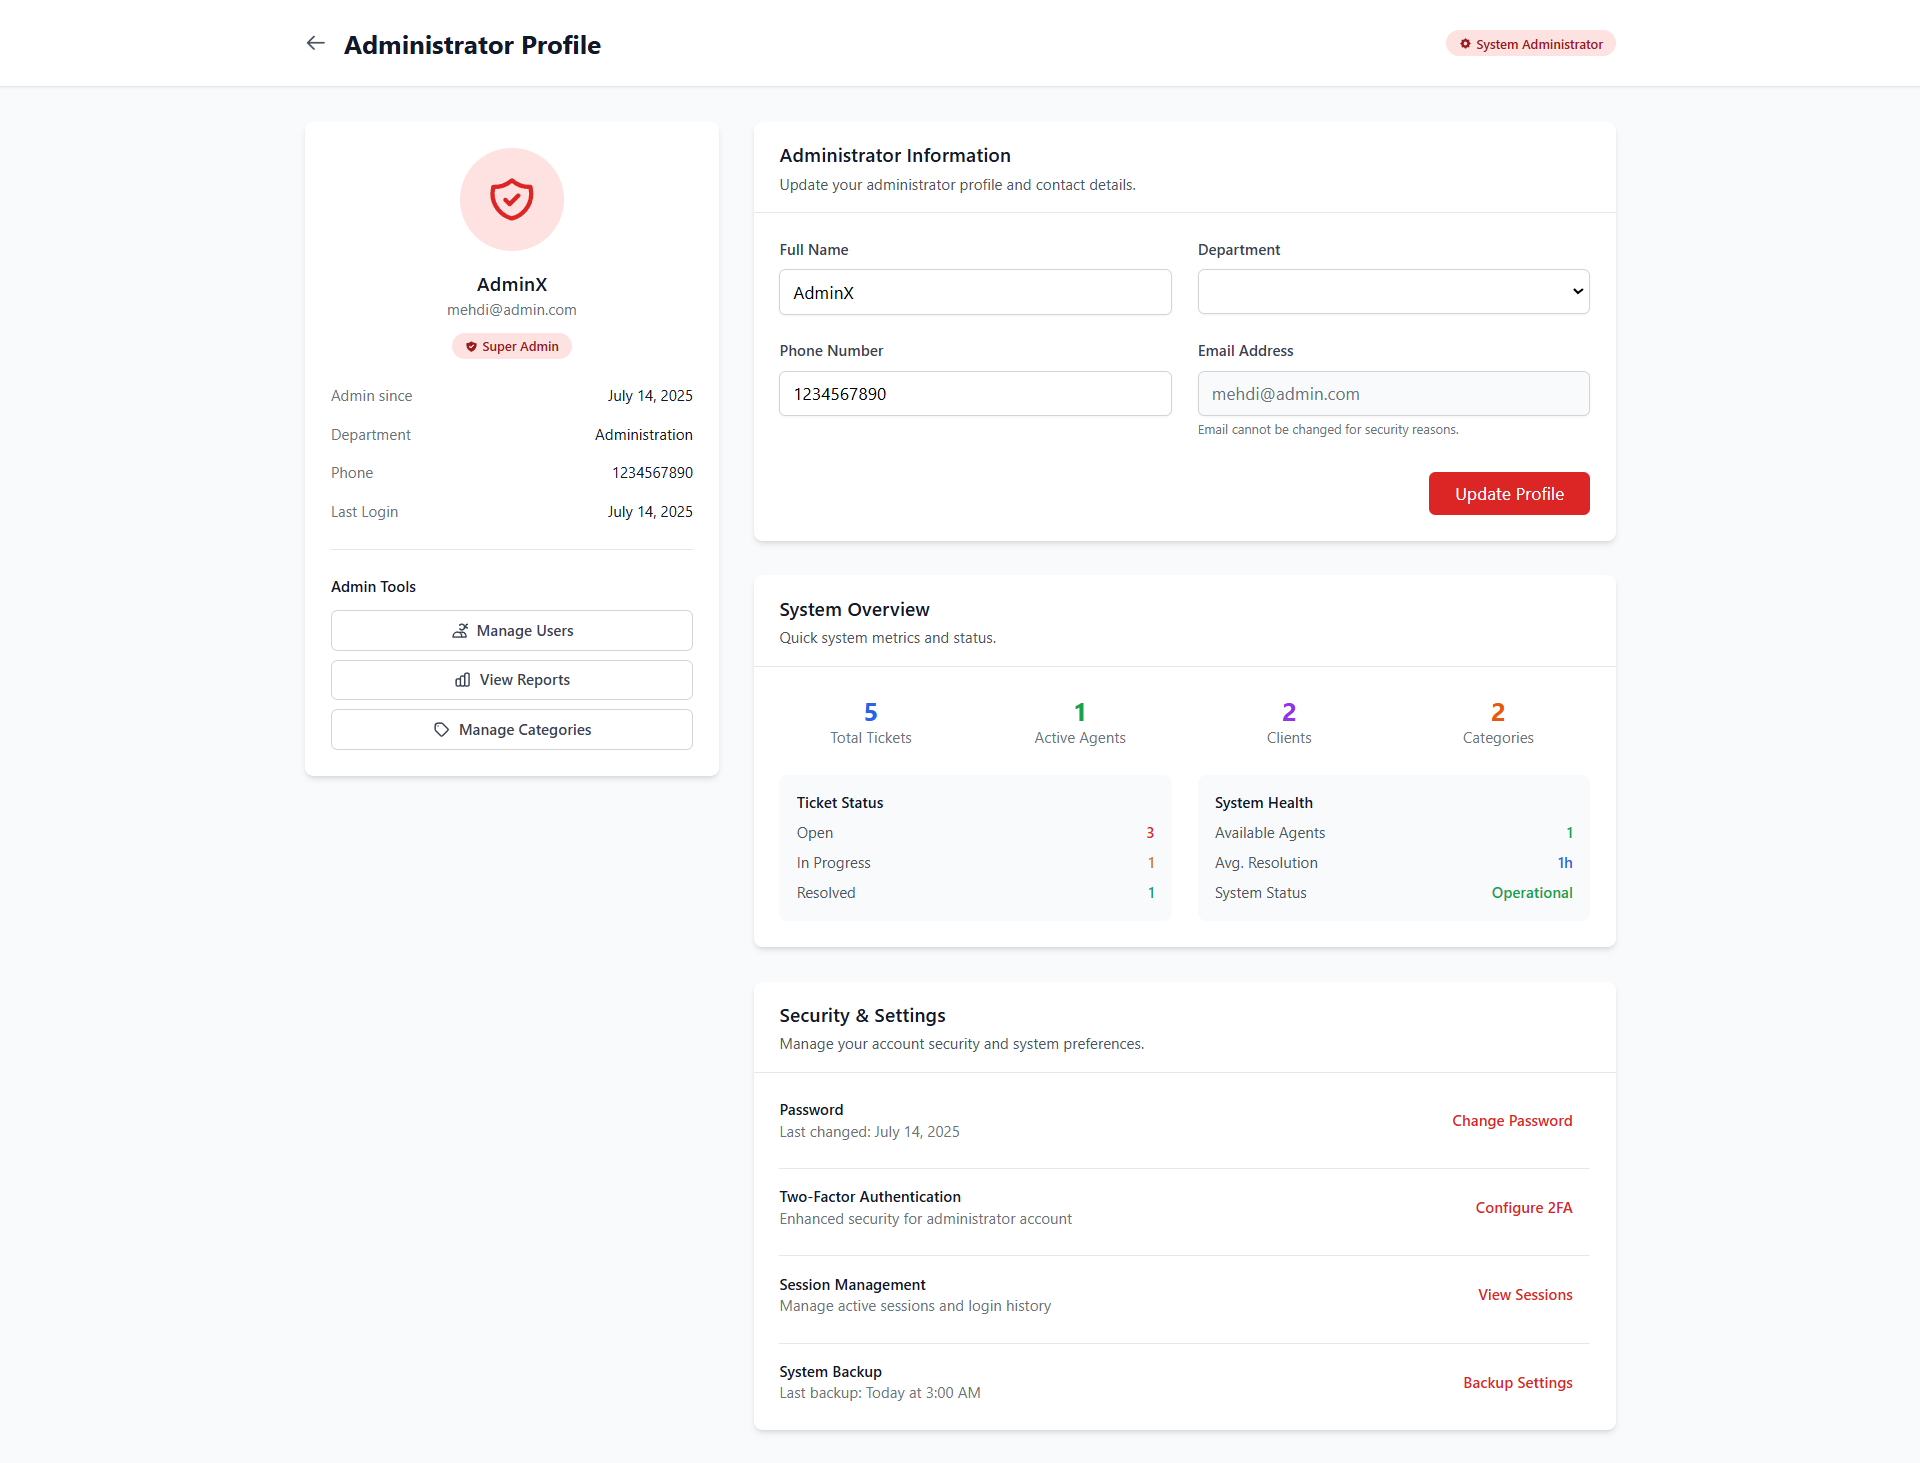 Administrator Profile
System Administrator
AdminX
mehdi@admin.com
Super Admin
Admin since July 14, 2025
Department Administration
Phone 1234567890
Last Login July 14, 2025
Admin Tools
Manage Users
View Reports
Manage Categories
Administrator Information
Update your administrator profile and contact details.
Full Name
AdminX
Department
Phone Number
1234567890
Email Address
mehdi@admin.com
Email cannot be changed for security reasons.
Update Profile
System Overview
Quick system metrics and status.
5
Total Tickets
1
Active Agents
2
Clients
2
Categories
Ticket Status
Open 3
In Progress 1
Resolved 1
System Health
Available Agents 1
Avg. Resolution 1h
System Status Operational
Security & Settings
Manage your account security and system preferences.
Password
Last changed: July 14, 2025
Change Password
Two-Factor Authentication
Enhanced security for administrator account
Configure 2FA
Session Management
Manage active sessions and login history
View Sessions
System Backup
Last backup: Today at 3:00 AM
Backup Settings